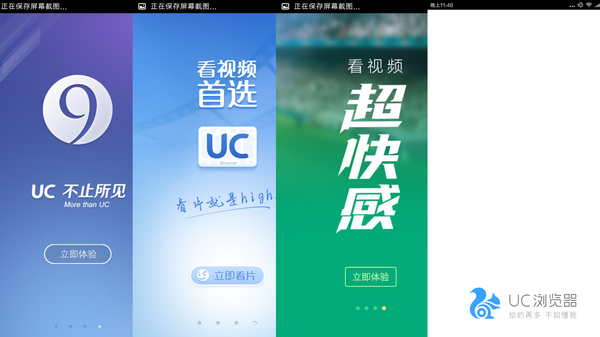 正在保存屏幕截图...
9
UC 不止所见
More than UC
立即体验
正在保存屏幕截图...
看视频
首选
UC
看片就是high
立即看片
正在保存屏幕截图...
看视频
超
快
感
立即体验
晚上11:48
UC浏览器
给的再多 不如懂我